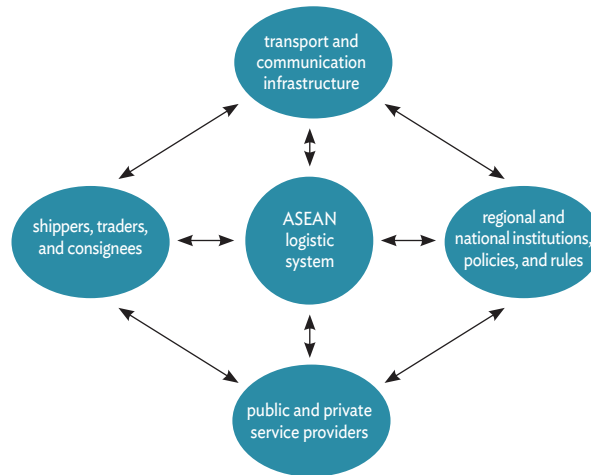 transport and
communication
infrastructure
shippers, traders,
and consignees
ASEAN
logistic
system
regional and
national institutions,
policies, and rules
public and private
service providers